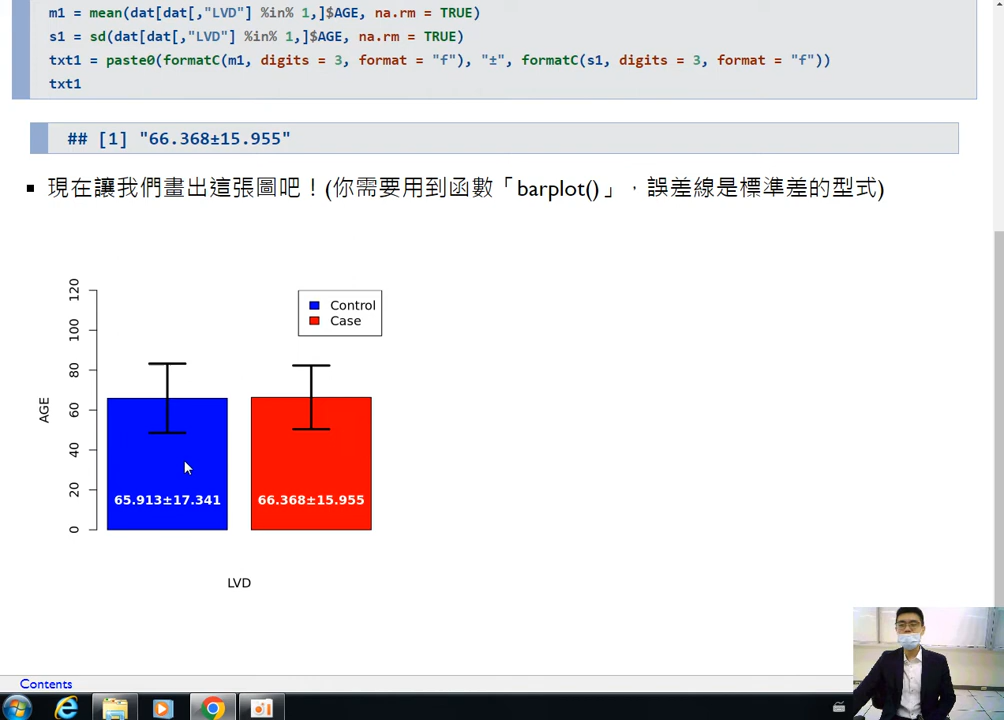 m1 = mean(dat[dat[,"LVD"] %in% 1,]$AGE, na.rm = TRUE)
s1 = sd(dat[dat[,"LVD"] %in% 1,]$AGE, na.rm = TRUE)
txt1 = paste0(formatC(m1, digits = 3, format = "f"), "±", formatC(s1, digits = 3, format = "f"))
txt1
## [1] "66.368±15.955"
▪ 現在讓我們畫出這張圖吧！(你需要用到函數「barplot()」，誤差線是標準差的型式)
120
100
80
60
40
20
0
AGE
Control
Case
65.913±17.341
66.368±15.955
LVD
Contents